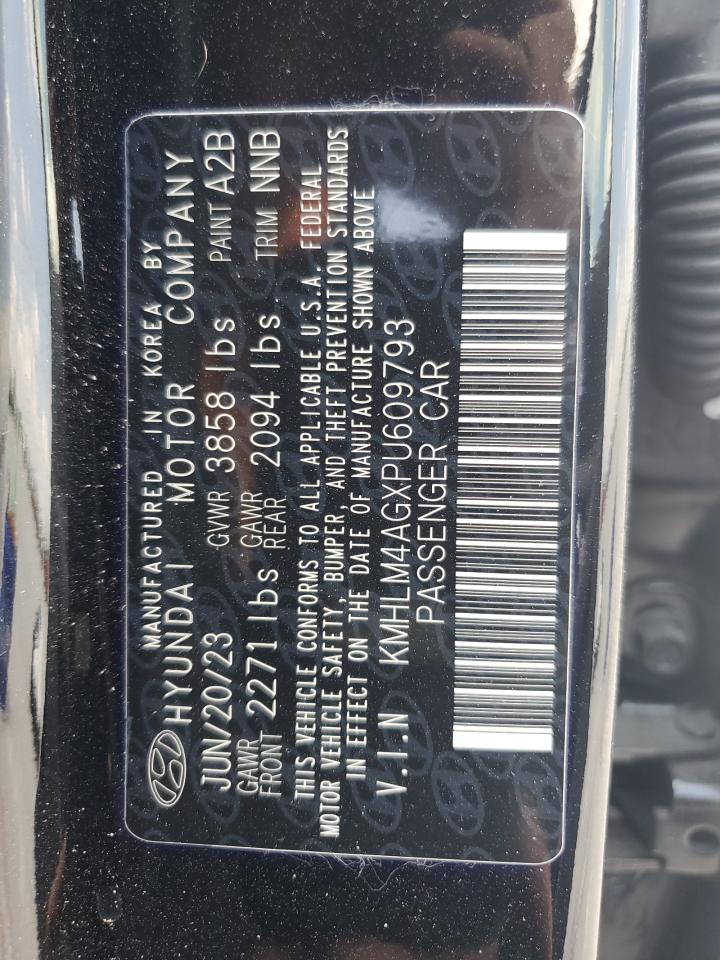 MANUFACTURED IN KOREA BY
HYUNDAI MOTOR COMPANY
JUN/20/23 GVWR 3858 lbs PAINT A2B
GAWR FRONT 2271 lbs GAWR REAR 2094 lbs TRIM NNB
THIS VEHICLE CONFORMS TO ALL APPLICABLE U.S.A. FEDERAL
MOTOR VEHICLE SAFETY, BUMPER, AND THEFT PREVENTION STANDARDS
IN EFFECT ON THE DATE OF MANUFACTURE SHOWN ABOVE
V.I.N KMHLM4AGXPU609793
PASSENGER CAR